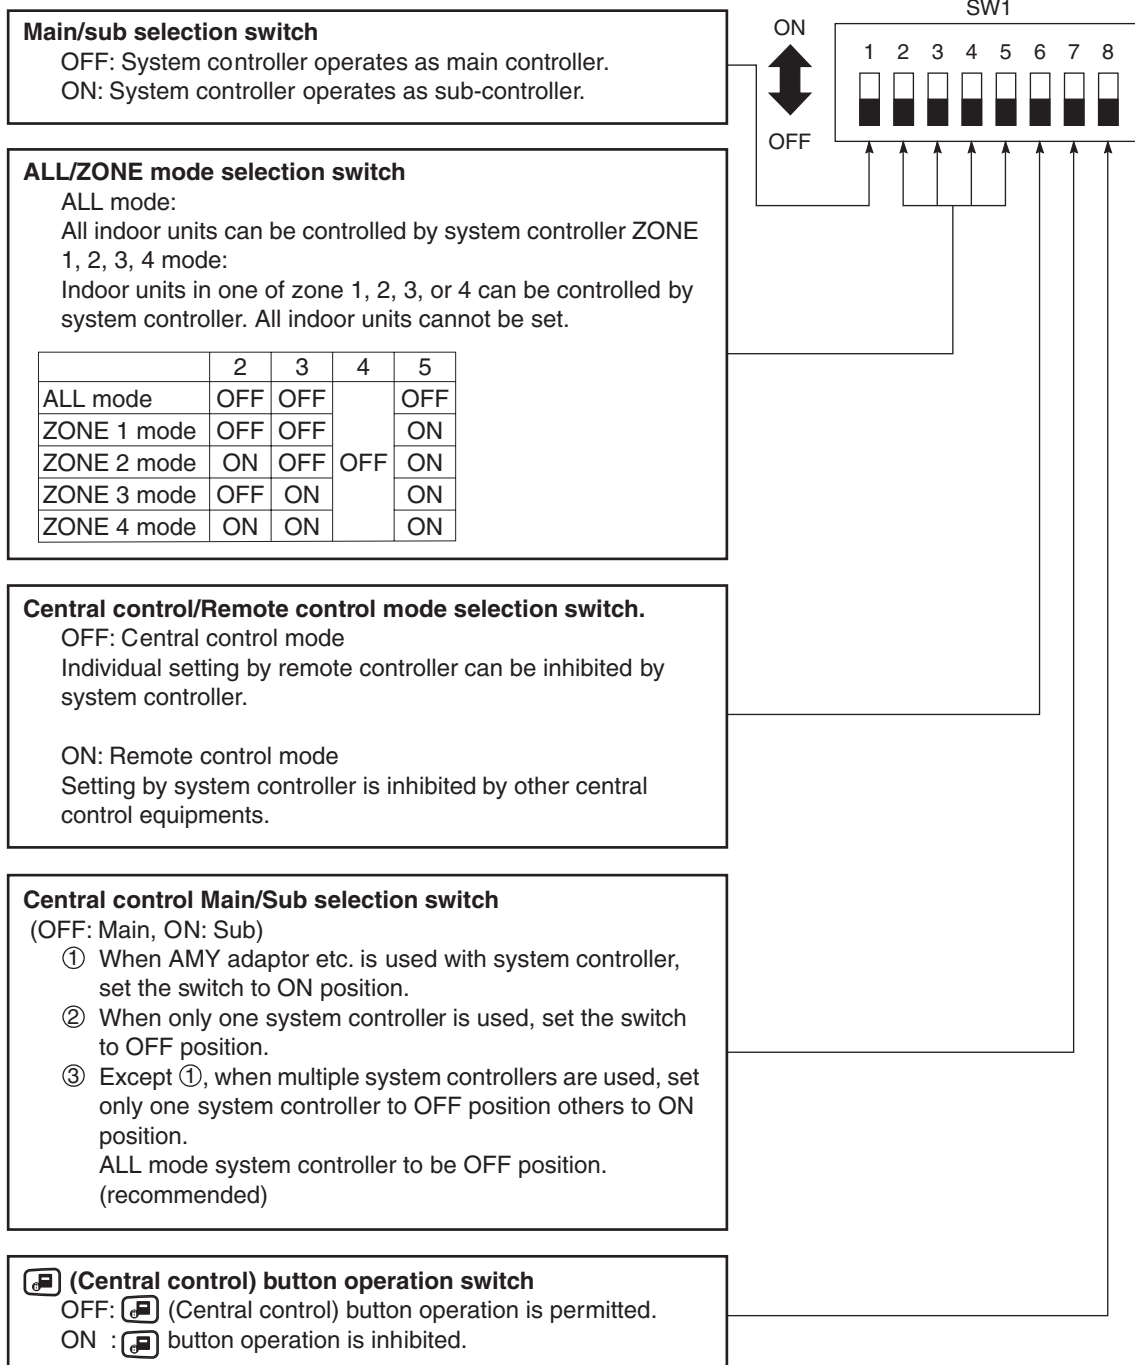 SW1
ON
1 2 3 4 5 6 7 8
OFF
Main/sub selection switch
OFF: System controller operates as main controller.
ON: System controller operates as sub-controller.
ALL/ZONE mode selection switch
ALL mode:
All indoor units can be controlled by system controller ZONE
1, 2, 3, 4 mode:
Indoor units in one of zone 1, 2, 3, or 4 can be controlled by
system controller. All indoor units cannot be set.
2 3 4 5
ALL mode OFF OFF OFF
ZONE 1 mode OFF OFF ON
ZONE 2 mode ON OFF OFF ON
ZONE 3 mode OFF ON ON
ZONE 4 mode ON ON ON
Central control/Remote control mode selection switch.
OFF: Central control mode
Individual setting by remote controller can be inhibited by
system controller.
ON: Remote control mode
Setting by system controller is inhibited by other central
control equipments.
Central control Main/Sub selection switch
(OFF: Main, ON: Sub)
① When AMY adaptor etc. is used with system controller,
set the switch to ON position.
② When only one system controller is used, set the switch
to OFF position.
③ Except ①, when multiple system controllers are used, set
only one system controller to OFF position others to ON
position.
ALL mode system controller to be OFF position.
(recommended)
(Central control) button operation switch
OFF: (Central control) button operation is permitted.
ON : button operation is inhibited.